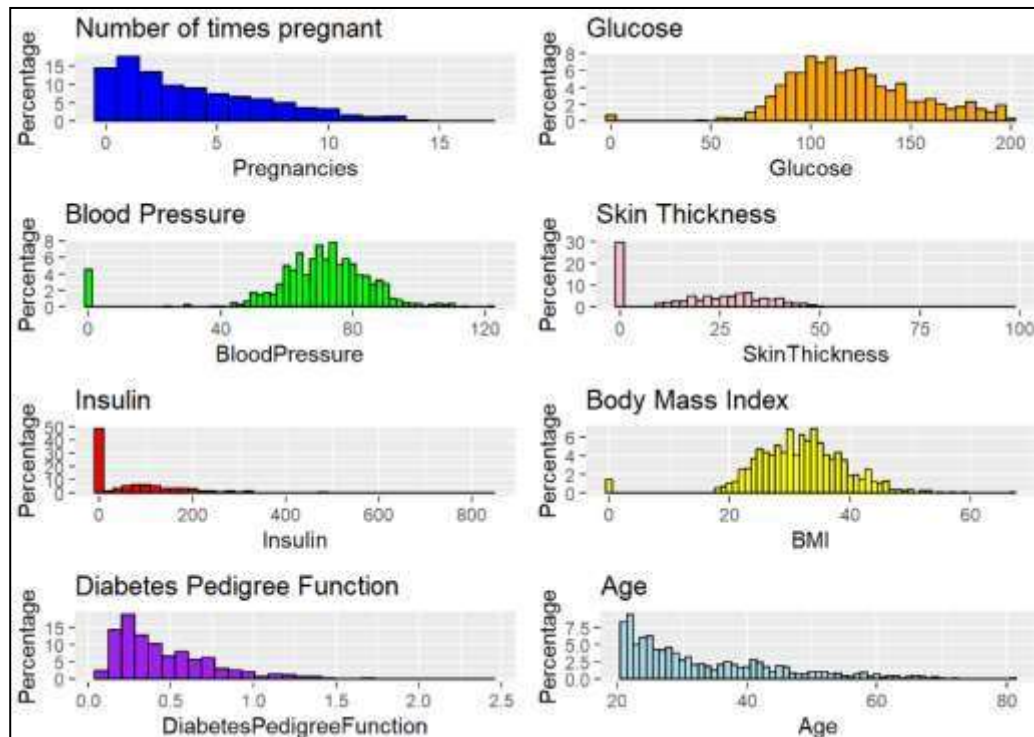 Number of times pregnant
Percentage
15
10
5
0
0 5 10 15
Pregnancies
Glucose
Percentage
8
6
4
2
0
0 50 100 150 200
Glucose
Blood Pressure
Percentage
8
6
4
2
0
0 40 80 120
BloodPressure
Skin Thickness
Percentage
30
20
10
0
0 25 50 75 100
SkinThickness
Insulin
Percentage
50
40
30
20
10
0
0 200 400 600 800
Insulin
Body Mass Index
Percentage
6
4
2
0
0 20 40 60
BMI
Diabetes Pedigree Function
Percentage
15
10
5
0
0.0 0.5 1.0 1.5 2.0 2.5
DiabetesPedigreeFunction
Age
Percentage
7.5
5.0
2.5
0.0
20 40 60 80
Age